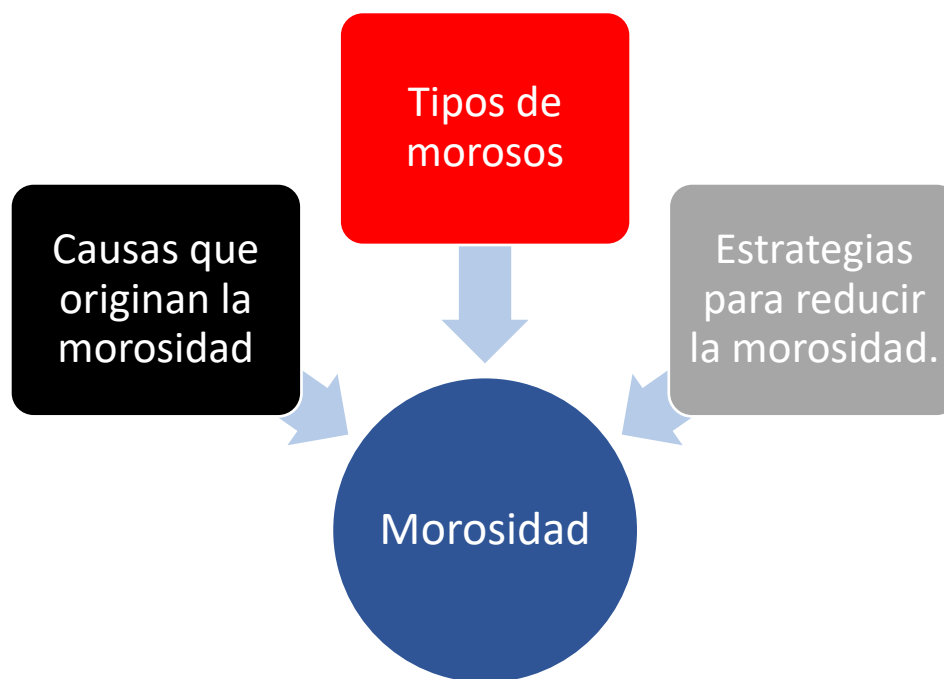 Tipos de
morosos
Causas que
originan la
morosidad
Estrategias
para reducir
la morosidad.
Morosidad